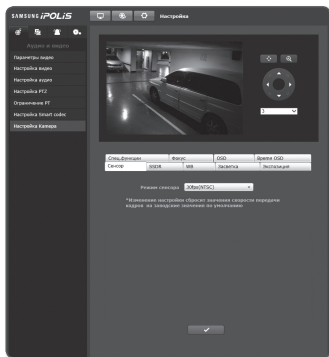 SAMSUNG iPOLiS
Настройка
Аудио и видео
Параметры видео
Настройка видео
Настройка аудио
Настройка PTZ
Ограничение PT
Настройка Smart codec
Настройка Камера
3
Спец.функции Фокус OSD Время OSD
Сенсор SSDR WB Засветка Экспозиция
Режим сенсора 30fps(NTSC)
*Изменение настройки сбросит значения скорости передачи
кадров на заводские значения по умолчанию